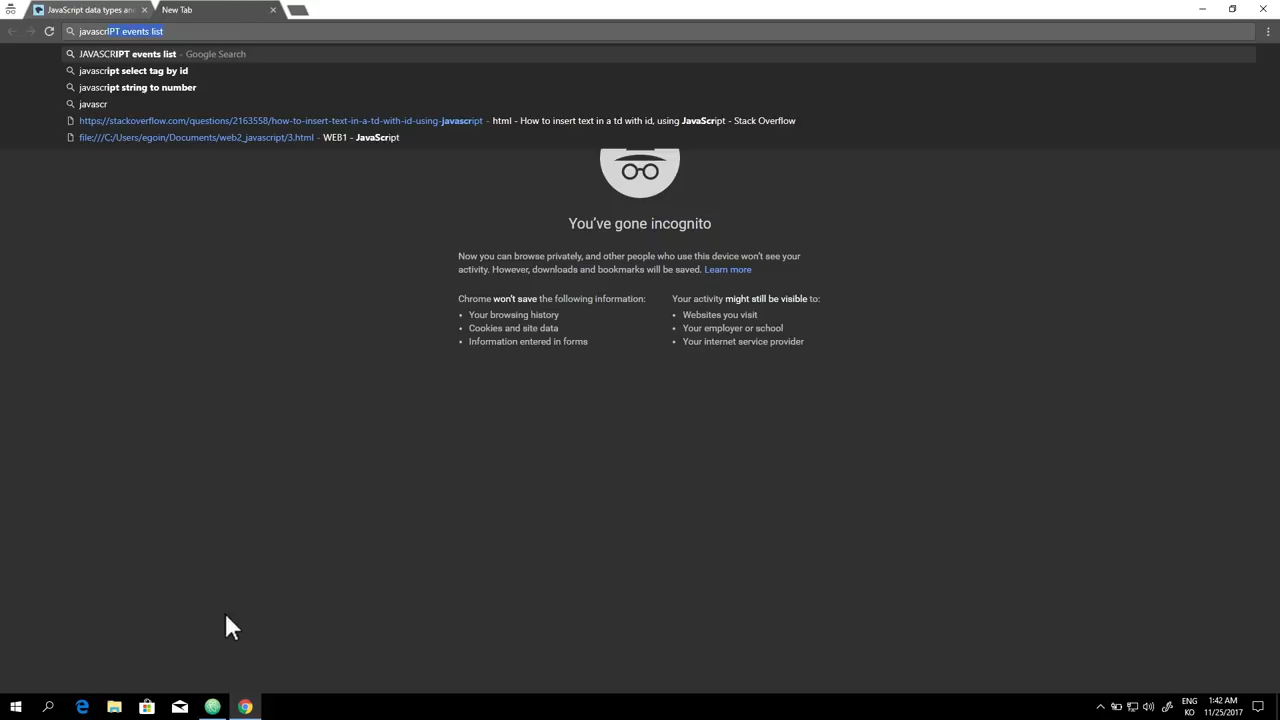 JavaScript data types an
New Tab
javascrIPT events list
JAVASCRIPT events list - Google Search
javascript select tag by id
javascript string to number
javascr
https://stackoverflow.com/questions/2163558/how-to-insert-text-in-a-td-with-id-using-javascript - html - How to insert text in a td with id, using JavaScript - Stack Overflow
file:///C:/Users/egoin/Documents/web2_javascript/3.html - WEB1 - JavaScript
You've gone incognito
Now you can browse privately, and other people who use this device won't see your
activity. However, downloads and bookmarks will be saved. Learn more
Chrome won't save the following information:
• Your browsing history
• Cookies and site data
• Information entered in forms
Your activity might still be visible to:
• Websites you visit
• Your employer or school
• Your internet service provider
ENG
KO
1:42 AM
11/25/2017